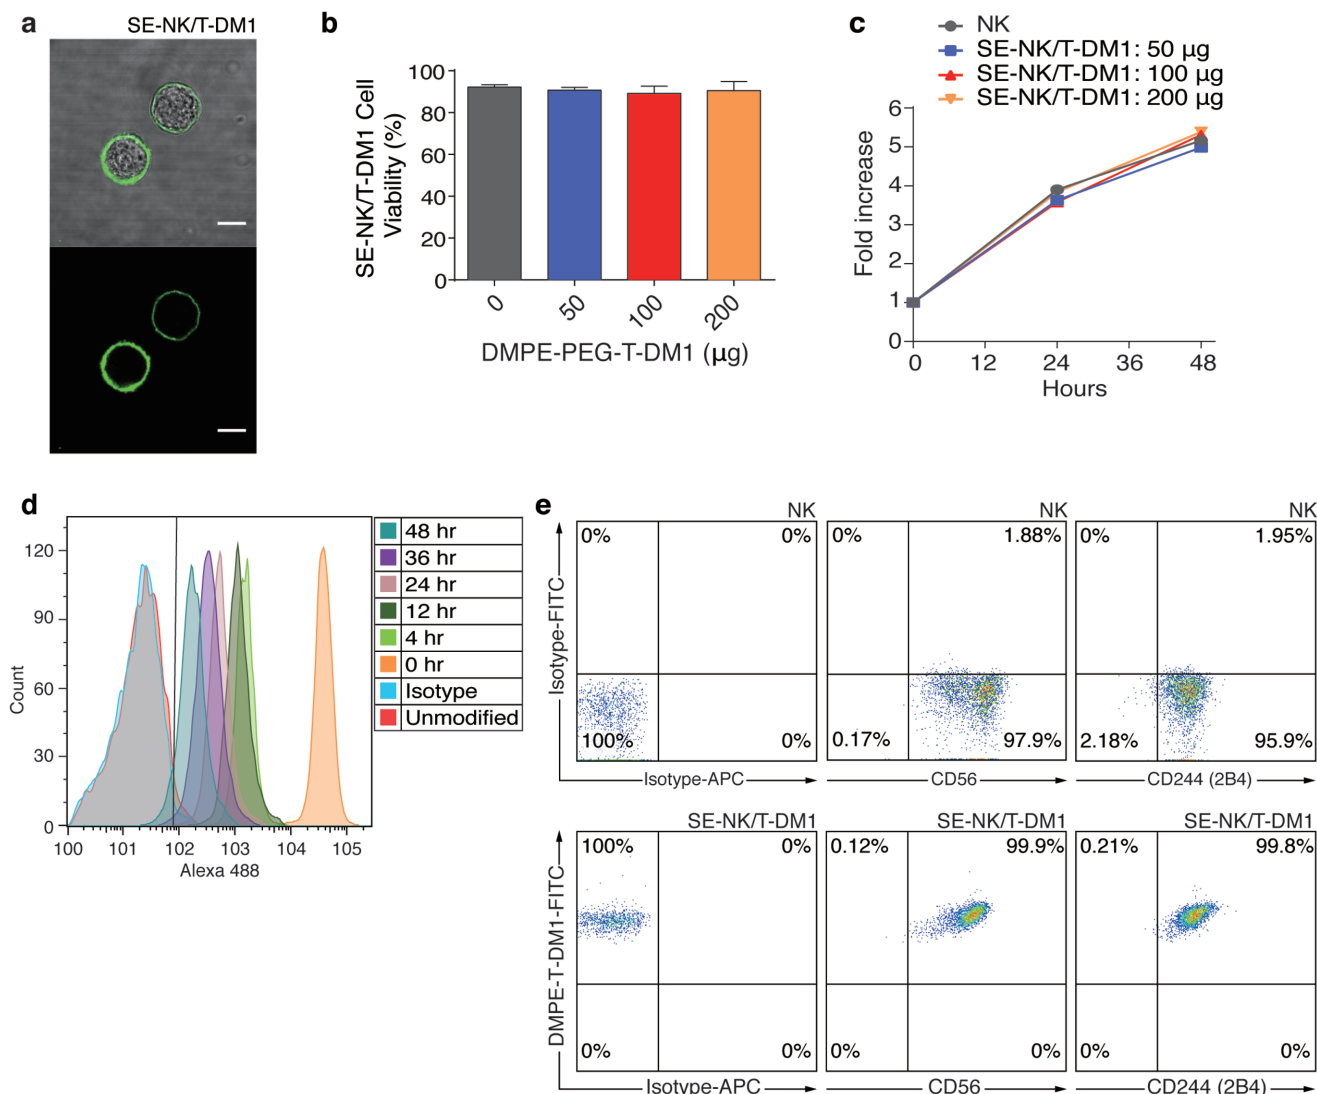 a
SE-NK/T-DM1
b
SE-NK/T-DM1 Cell
Viability (%)
100
80
60
40
20
0
0
50
100
200
DMPE-PEG-T-DM1 (µg)
c
NK
SE-NK/T-DM1: 50 µg
SE-NK/T-DM1: 100 µg
SE-NK/T-DM1: 200 µg
Fold increase
6
5
4
3
2
1
0
0 12 24 36 48
Hours
d
Count
120
90
60
30
0
100 101 102 103 104 105
Alexa 488
48 hr
36 hr
24 hr
12 hr
4 hr
0 hr
Isotype
Unmodified
e
NK
NK
NK
Isotype-FITC
0% 0%
100% 0%
0% 1.88%
0.17% 97.9%
0% 1.95%
2.18% 95.9%
Isotype-APC
CD56
CD244 (2B4)
SE-NK/T-DM1
SE-NK/T-DM1
SE-NK/T-DM1
DMPE-T-DM1-FITC
100% 0%
0% 0%
0.12% 99.9%
0% 0%
0.21% 99.8%
0% 0%
Isotype-APC
CD56
CD244 (2B4)